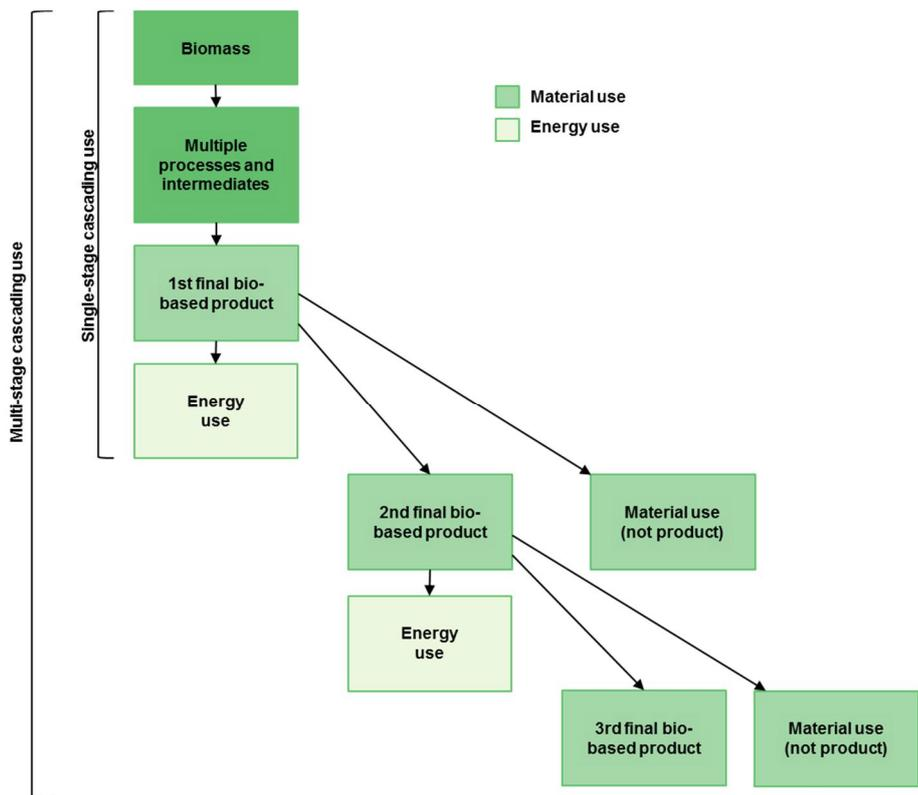 Biomass
Material use
Energy use
Multiple
processes and
intermediates
Single-stage cascading use
Multi-stage cascading use
1st final bio-
based product
Energy
use
2nd final bio-
based product
Material use
(not product)
Energy
use
3rd final bio-
based product
Material use
(not product)